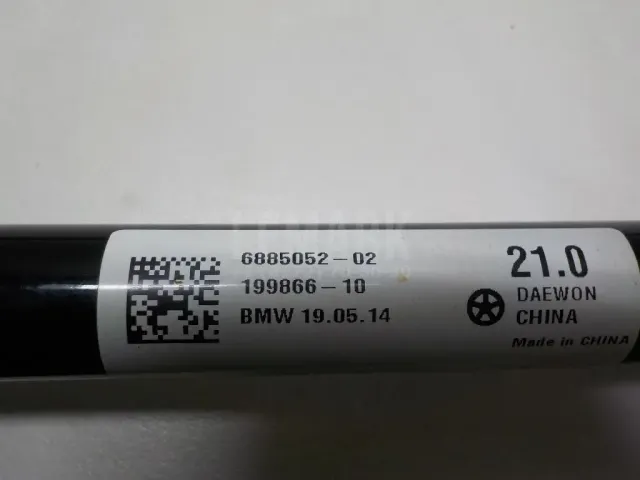 6885052-02
199866-10
BMW 19.05.14
21.0
DAEWON
CHINA
Made in CHINA